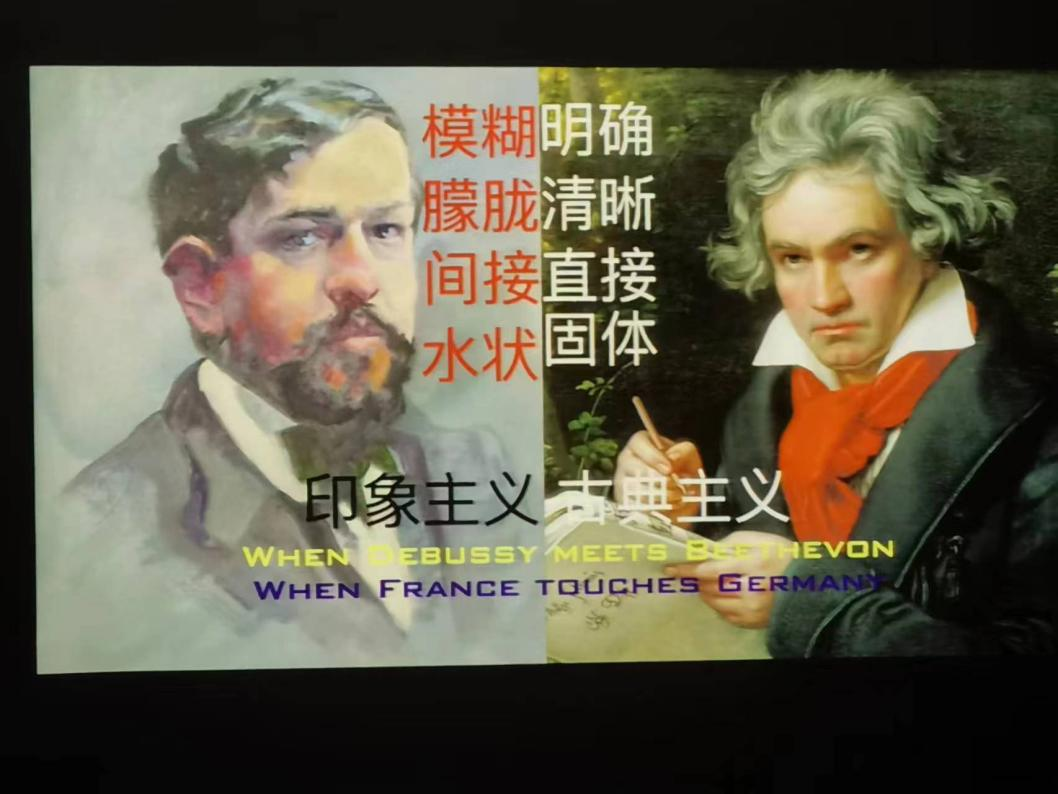 模糊明确
朦胧清晰
间接直接
水状固体
印象主义 古典主义
WHEN DEBUSSY MEETS BEETHEVON
WHEN FRANCE TOUCHES GERMANY